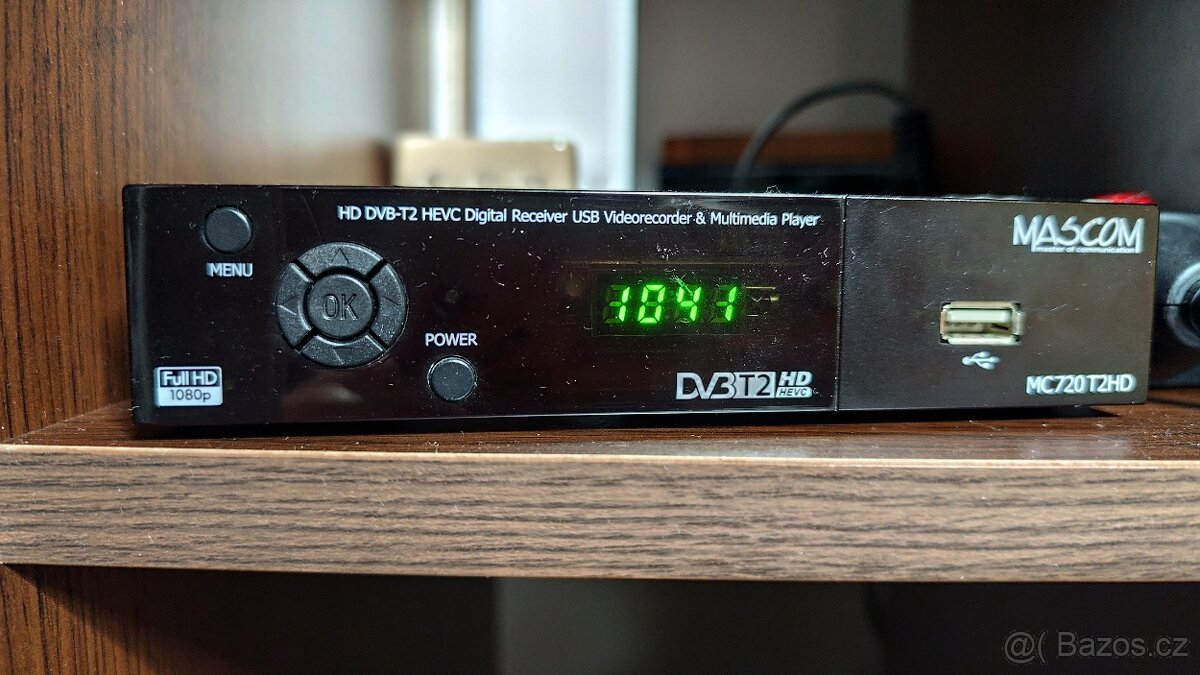 HD DVB-T2 HEVC Digital Receiver USB Videorecorder & Multimedia Player
MASCOM
master of communication
MENU
OK
1041
POWER
Full HD
1080p
DVB T2 HD
HEVC
MC720T2HD
@( Bazos.cz